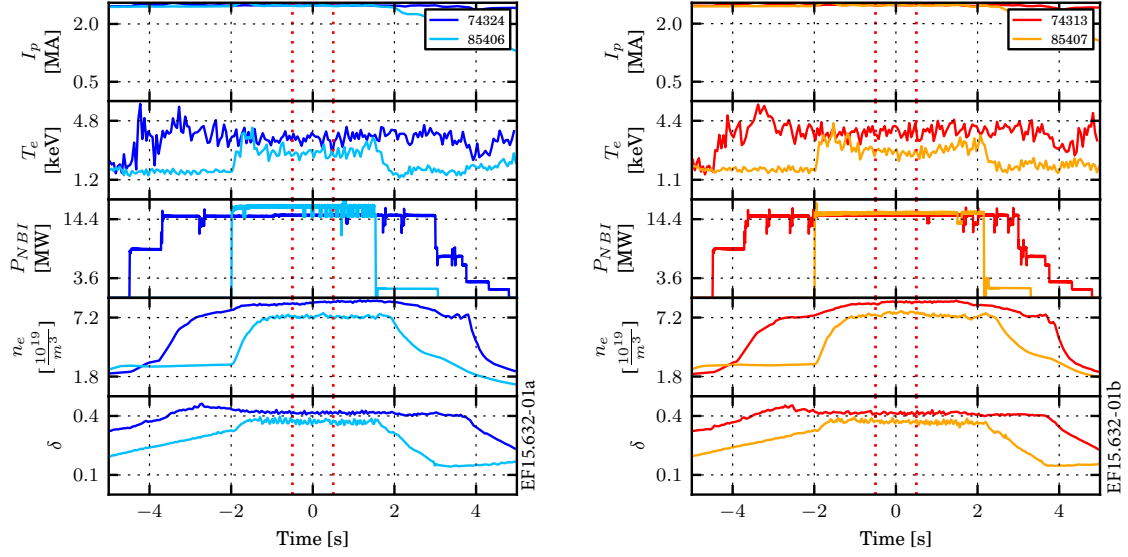 2.0
0.5
I_p
[MA]
74324
85406
4.8
1.2
T_e
[keV]
14.4
3.6
P_{NBI}
[MW]
7.2
1.8
n_e
[10^{19}/m^3]
0.4
0.1
δ
−4 −2 0 2 4
Time [s]
EF15.632-01a
2.0
0.5
I_p
[MA]
74313
85407
4.4
1.1
T_e
[keV]
14.4
3.6
P_{NBI}
[MW]
7.2
1.8
n_e
[10^{19}/m^3]
0.4
0.1
δ
−4 −2 0 2 4
Time [s]
EF15.632-01b